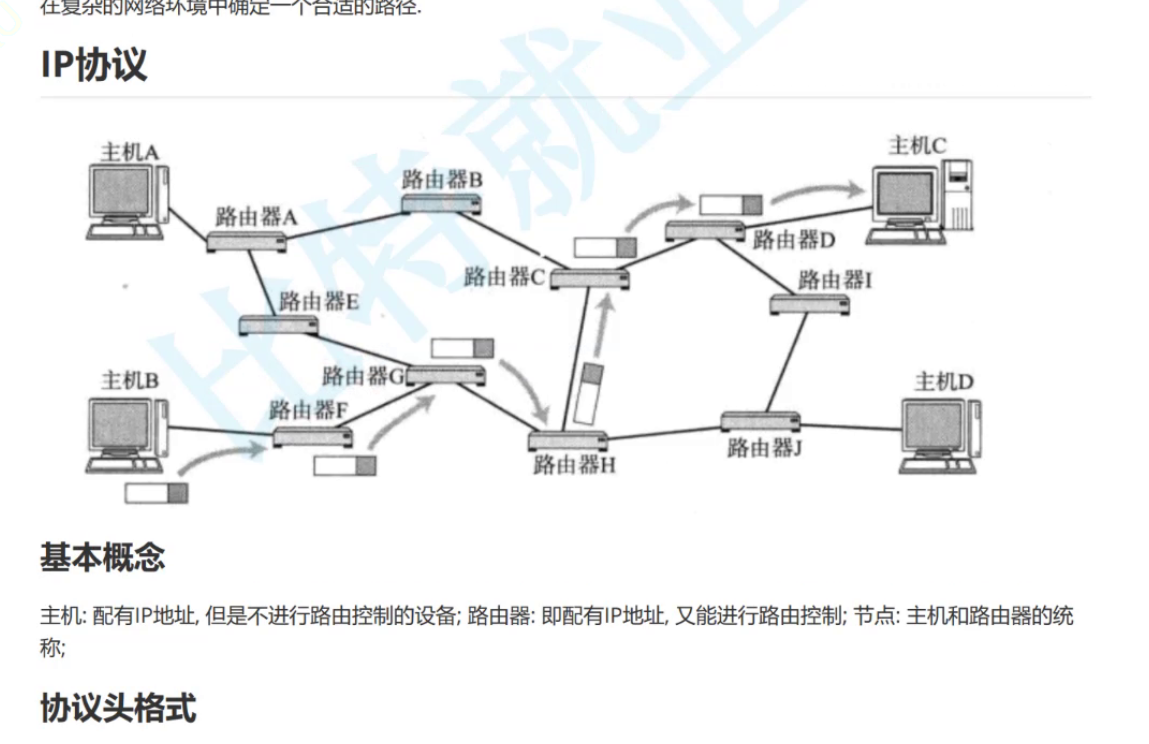 在复杂的网络环境中确定一个合适的路径.
IP协议
主机A
主机C
路由器B
路由器A
路由器D
路由器C
路由器I
路由器E
主机B
路由器G
主机D
路由器F
路由器J
路由器H
比特就业
基本概念
主机: 配有IP地址, 但是不进行路由控制的设备; 路由器: 即配有IP地址, 又能进行路由控制; 节点: 主机和路由器的统
称;
协议头格式